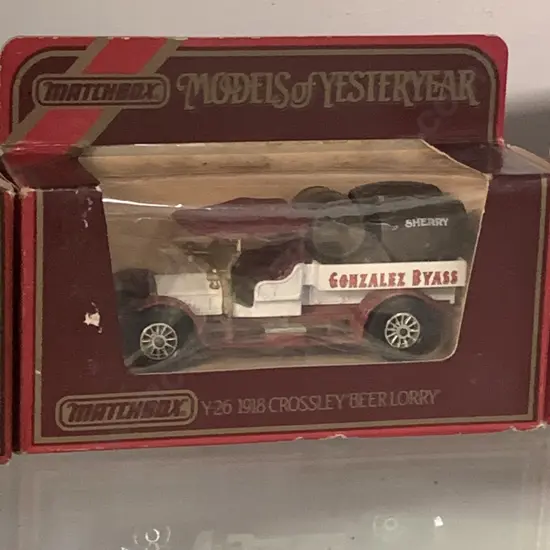 MATCHBOX MODELS of YESTERYEAR
SHERRY
GONZALEZ BYASS
MATCHBOX Y-26 1918 CROSSLEY BEER LORRY